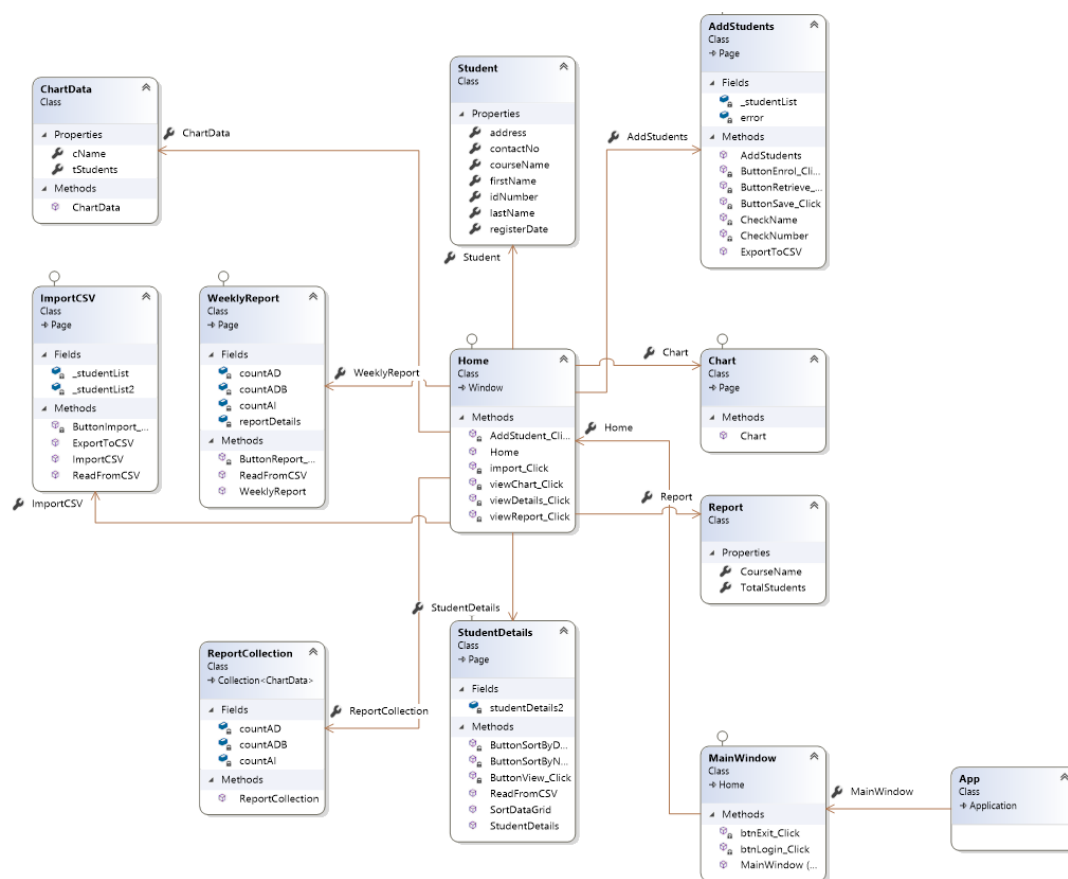 AddStudents
Class
Page
Fields
_studentList
error
Methods
AddStudents
ButtonEnrol_Cli...
ButtonRetrieve_...
ButtonSave_Click
CheckName
CheckNumber
ExportToCSV
Student
Class
Properties
address
contactNo
courseName
firstName
idNumber
lastName
registerDate
ChartData
Class
Properties
cName
tStudents
Methods
ChartData
ChartData
AddStudents
Student
ImportCSV
Class
Page
Fields
_studentList
_studentList2
Methods
ButtonImport_...
ExportToCSV
ImportCSV
ReadFromCSV
ImportCSV
WeeklyReport
Class
Page
Fields
countAD
countADB
countAI
reportDetails
Methods
ButtonReport_...
ReadFromCSV
WeeklyReport
WeeklyReport
Home
Class
Window
Methods
AddStudent_Cli...
Home
import_Click
viewChart_Click
viewDetails_Click
viewReport_Click
Chart
Chart
Class
Page
Methods
Chart
Home
Report
Report
Class
Properties
CourseName
TotalStudents
StudentDetails
StudentDetails
Class
Page
Fields
studentDetails2
Methods
ButtonSortByD...
ButtonSortByN...
ButtonView_Click
ReadFromCSV
SortDataGrid
StudentDetails
ReportCollection
Class
Collection<ChartData>
Fields
countAD
countADB
countAI
Methods
ReportCollection
ReportCollection
MainWindow
Class
Home
Methods
btnExit_Click
btnLogin_Click
MainWindow (...
MainWindow
App
Class
Application